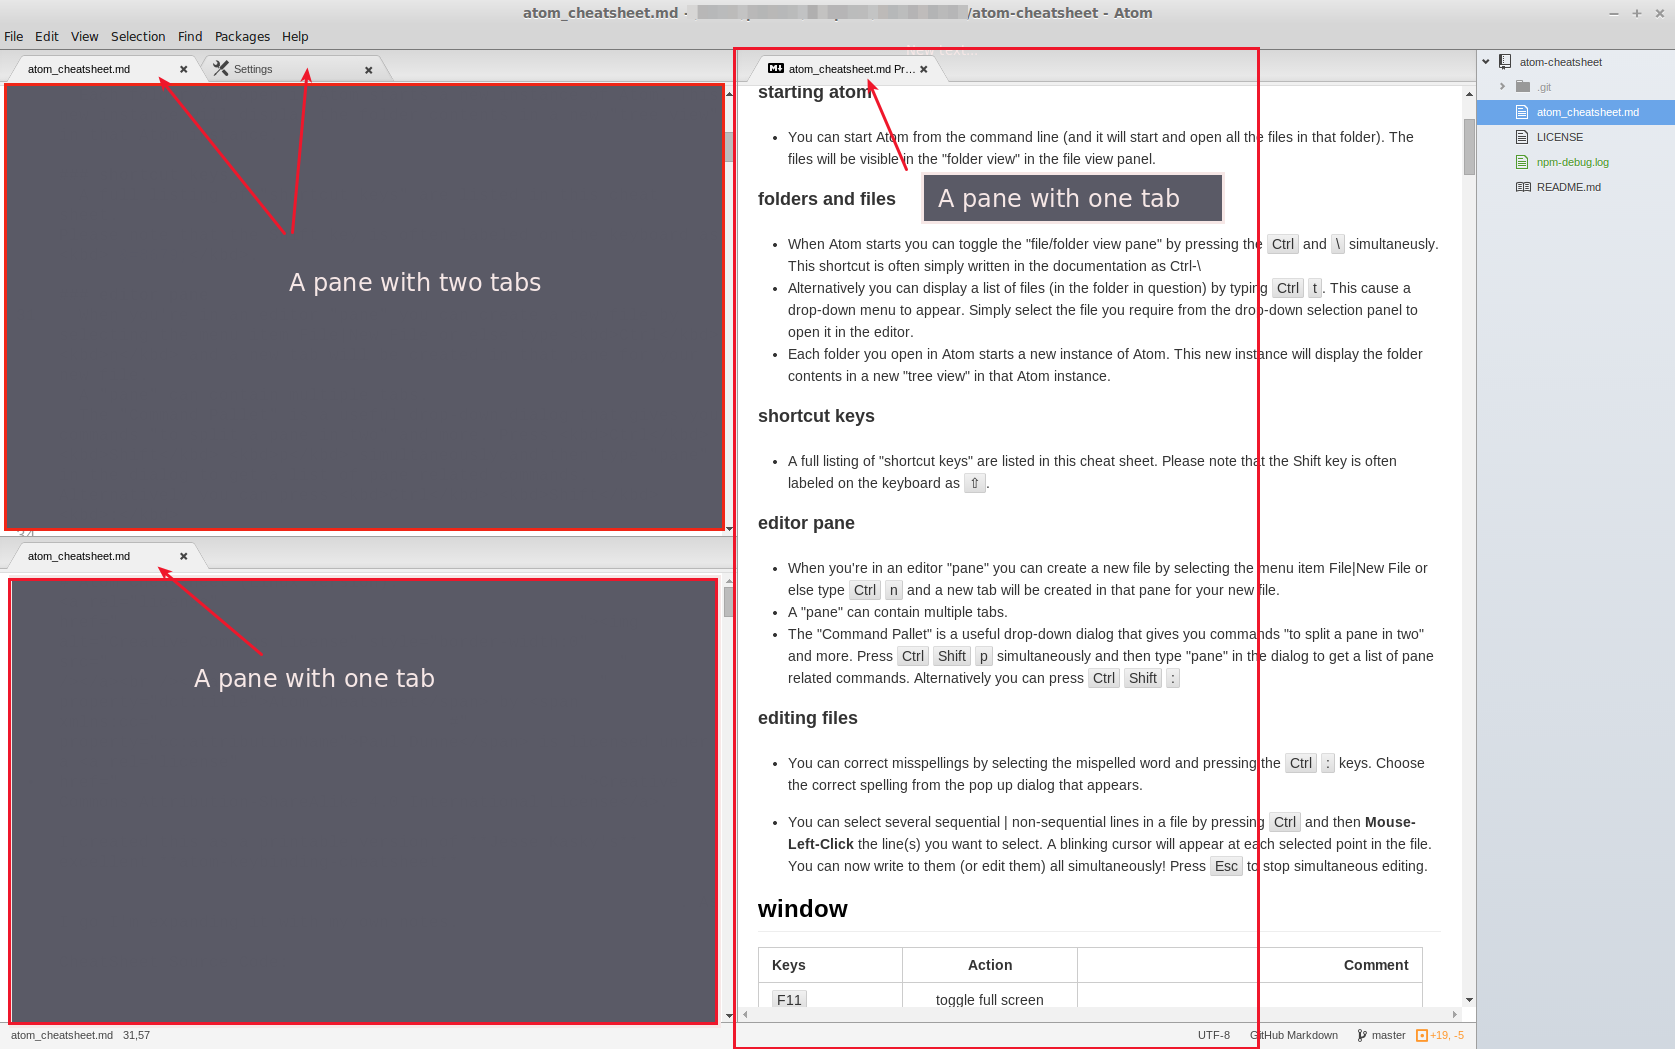 atom_cheatsheet.md - /atom-cheatsheet - Atom
File Edit View Selection Find Packages Help
atom_cheatsheet.md Settings
A pane with two tabs
atom_cheatsheet.md
A pane with one tab
atom_cheatsheet.md Pr...
starting atom
You can start Atom from the command line (and it will start and open all the files in that folder). The
files will be visible in the "folder view" in the file view panel.
folders and files
A pane with one tab
When Atom starts you can toggle the "file/folder view pane" by pressing the Ctrl and \ simultaneusly.
This shortcut is often simply written in the documentation as Ctrl-\
Alternatively you can display a list of files (in the folder in question) by typing Ctrl t . This cause a
drop-down menu to appear. Simply select the file you require from the drop-down selection panel to
open it in the editor.
Each folder you open in Atom starts a new instance of Atom. This new instance will display the folder
contents in a new "tree view" in that Atom instance.
shortcut keys
A full listing of "shortcut keys" are listed in this cheat sheet. Please note that the Shift key is often
labeled on the keyboard as ⇧ .
editor pane
When you're in an editor "pane" you can create a new file by selecting the menu item File|New File or
else type Ctrl n and a new tab will be created in that pane for your new file.
A "pane" can contain multiple tabs.
The "Command Pallet" is a useful drop-down dialog that gives you commands "to split a pane in two"
and more. Press Ctrl Shift p simultaneously and then type "pane" in the dialog to get a list of pane
related commands. Alternatively you can press Ctrl Shift :
editing files
You can correct misspellings by selecting the mispelled word and pressing the Ctrl : keys. Choose
the correct spelling from the pop up dialog that appears.
You can select several sequential | non-sequential lines in a file by pressing Ctrl and then Mouse-
Left-Click the line(s) you want to select. A blinking cursor will appear at each selected point in the file.
You can now write to them (or edit them) all simultaneously! Press Esc to stop simultaneous editing.
window
Keys Action Comment
F11 toggle full screen
atom-cheatsheet
.git
atom_cheatsheet.md
LICENSE
npm-debug.log
README.md
atom_cheatsheet.md 31,57 UTF-8 GitHub Markdown master +19, -5